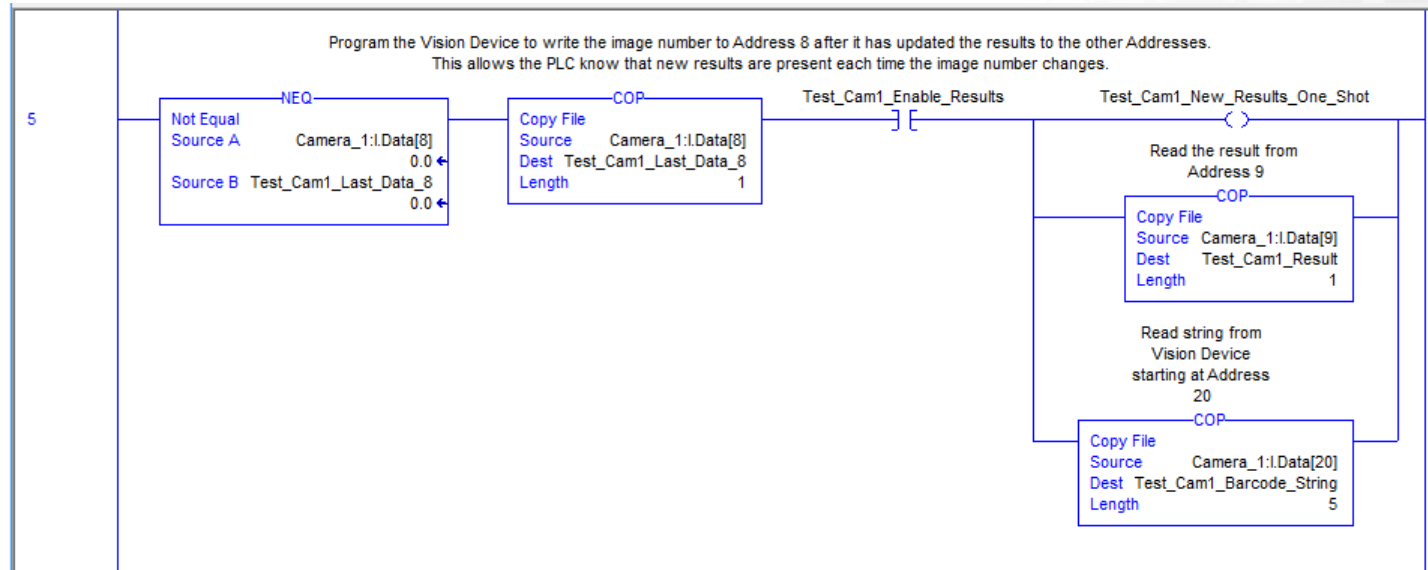 Program the Vision Device to write the image number to Address 8 after it has updated the results to the other Addresses.
This allows the PLC know that new results are present each time the image number changes.
5
NEQ
Not Equal
Source A Camera_1:I.Data[8]
0.0
Source B Test_Cam1_Last_Data_8
0.0
COP
Copy File
Source Camera_1:I.Data[8]
Dest Test_Cam1_Last_Data_8
Length 1
Test_Cam1_Enable_Results
Test_Cam1_New_Results_One_Shot
Read the result from
Address 9
COP
Copy File
Source Camera_1:I.Data[9]
Dest Test_Cam1_Result
Length 1
Read string from
Vision Device
starting at Address
20
COP
Copy File
Source Camera_1:I.Data[20]
Dest Test_Cam1_Barcode_String
Length 5